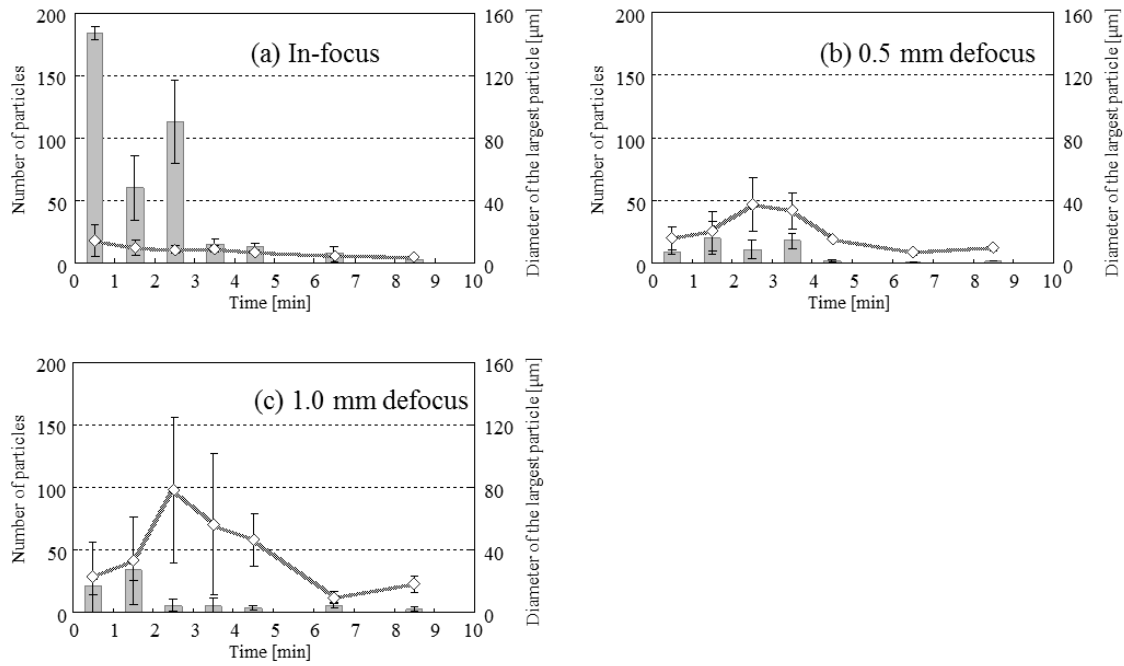 (a) In-focus
Number of particles
200
150
100
50
0
160
120
80
40
0
Diameter of the largest particle [μm]
0 1 2 3 4 5 6 7 8 9 10
Time [min]
(b) 0.5 mm defocus
Number of particles
200
150
100
50
0
160
120
80
40
0
Diameter of the largest particle [μm]
0 1 2 3 4 5 6 7 8 9 10
Time [min]
(c) 1.0 mm defocus
Number of particles
200
150
100
50
0
160
120
80
40
0
Diameter of the largest particle [μm]
0 1 2 3 4 5 6 7 8 9 10
Time [min]